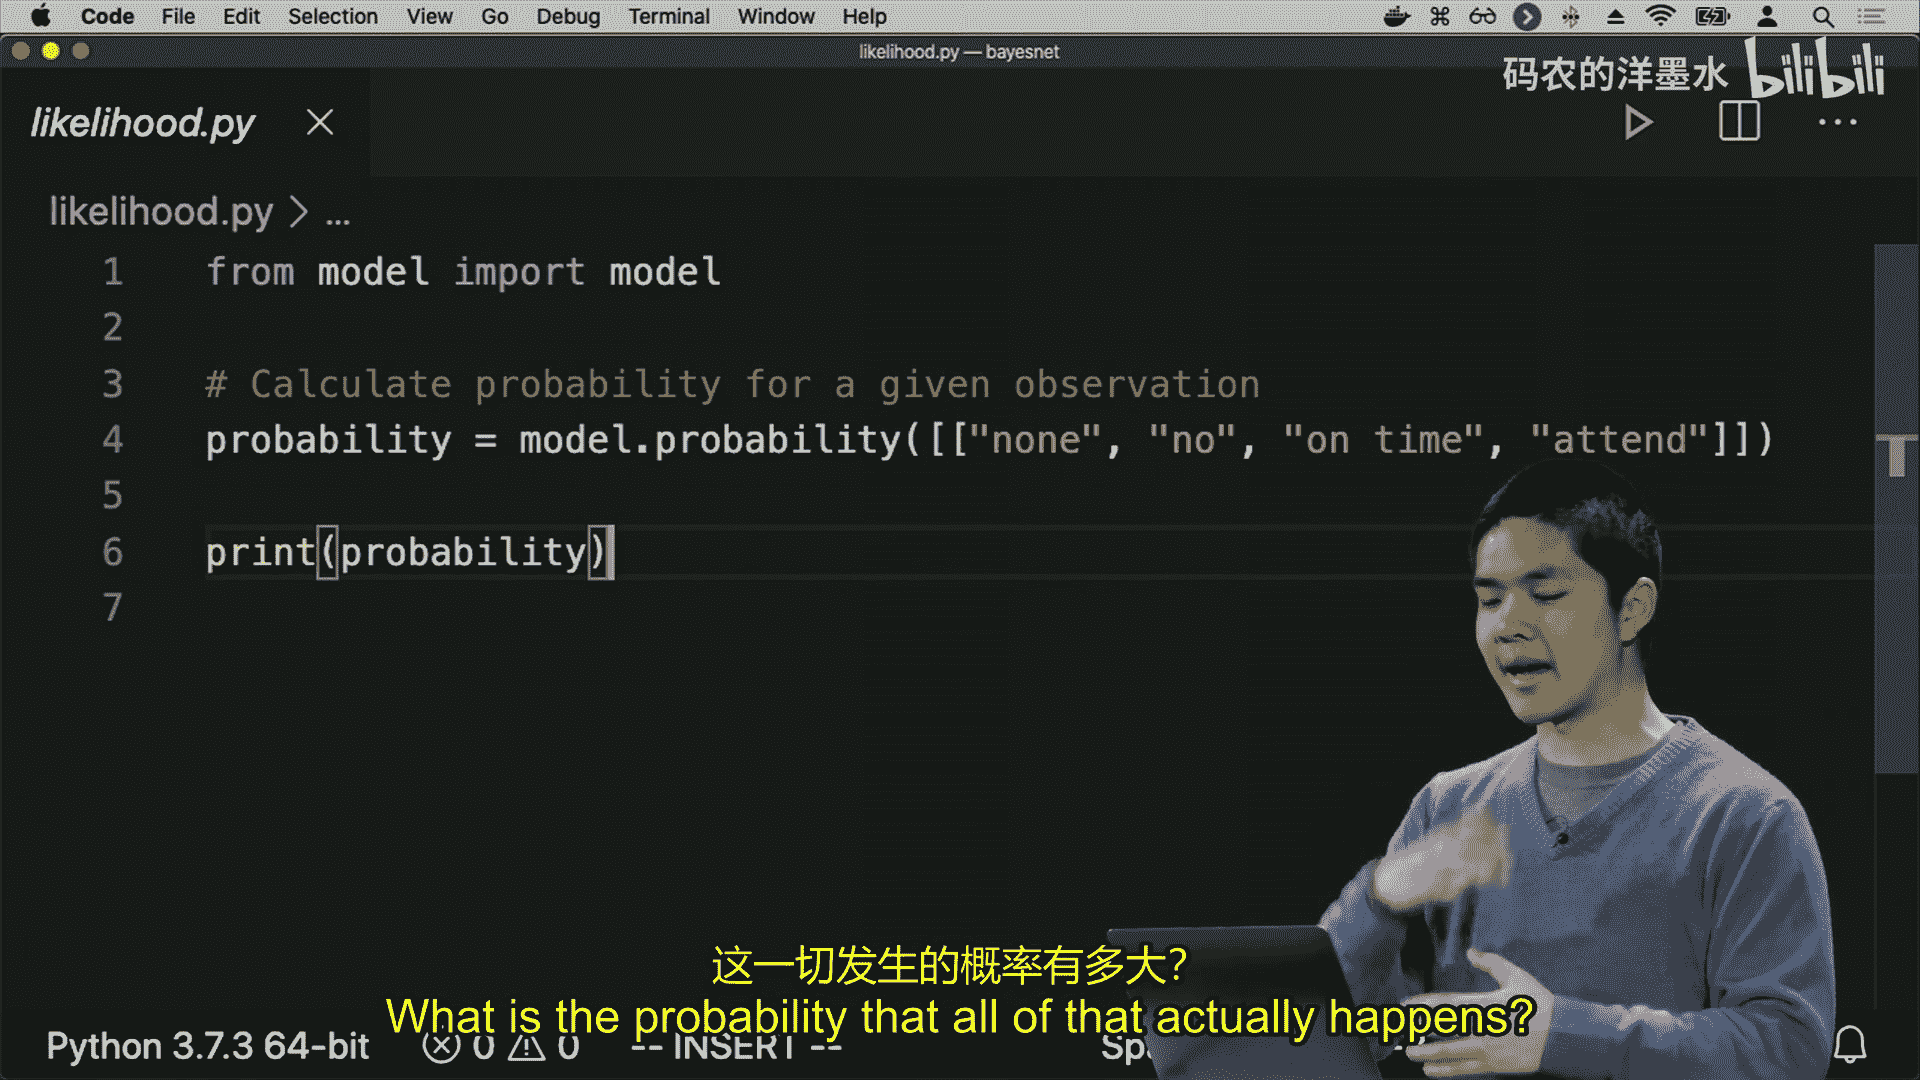 Code File Edit Selection View Go Debug Terminal Window Help
likelihood.py — bayesnet
码农的洋墨水 bilibili
likelihood.py
likelihood.py > ...
1 from model import model
2
3 # Calculate probability for a given observation
4 probability = model.probability([["none", "no", "on time", "attend"]])
5
6 print(probability)
7
这一切发生的概率有多大?
What is the probability that all of that actually happens?
Python 3.7.3 64-bit 0 0 -- INSERT --